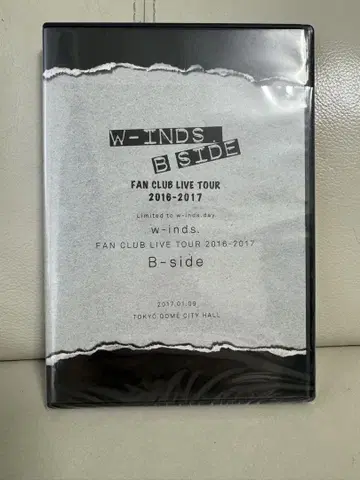 W-INDS.
B SIDE
FAN CLUB LIVE TOUR
2016-2017
Limited to w-inds.day
w-inds.
FAN CLUB LIVE TOUR 2016-2017
B-side
2017.01.09
TOKYO DOME CITY HALL